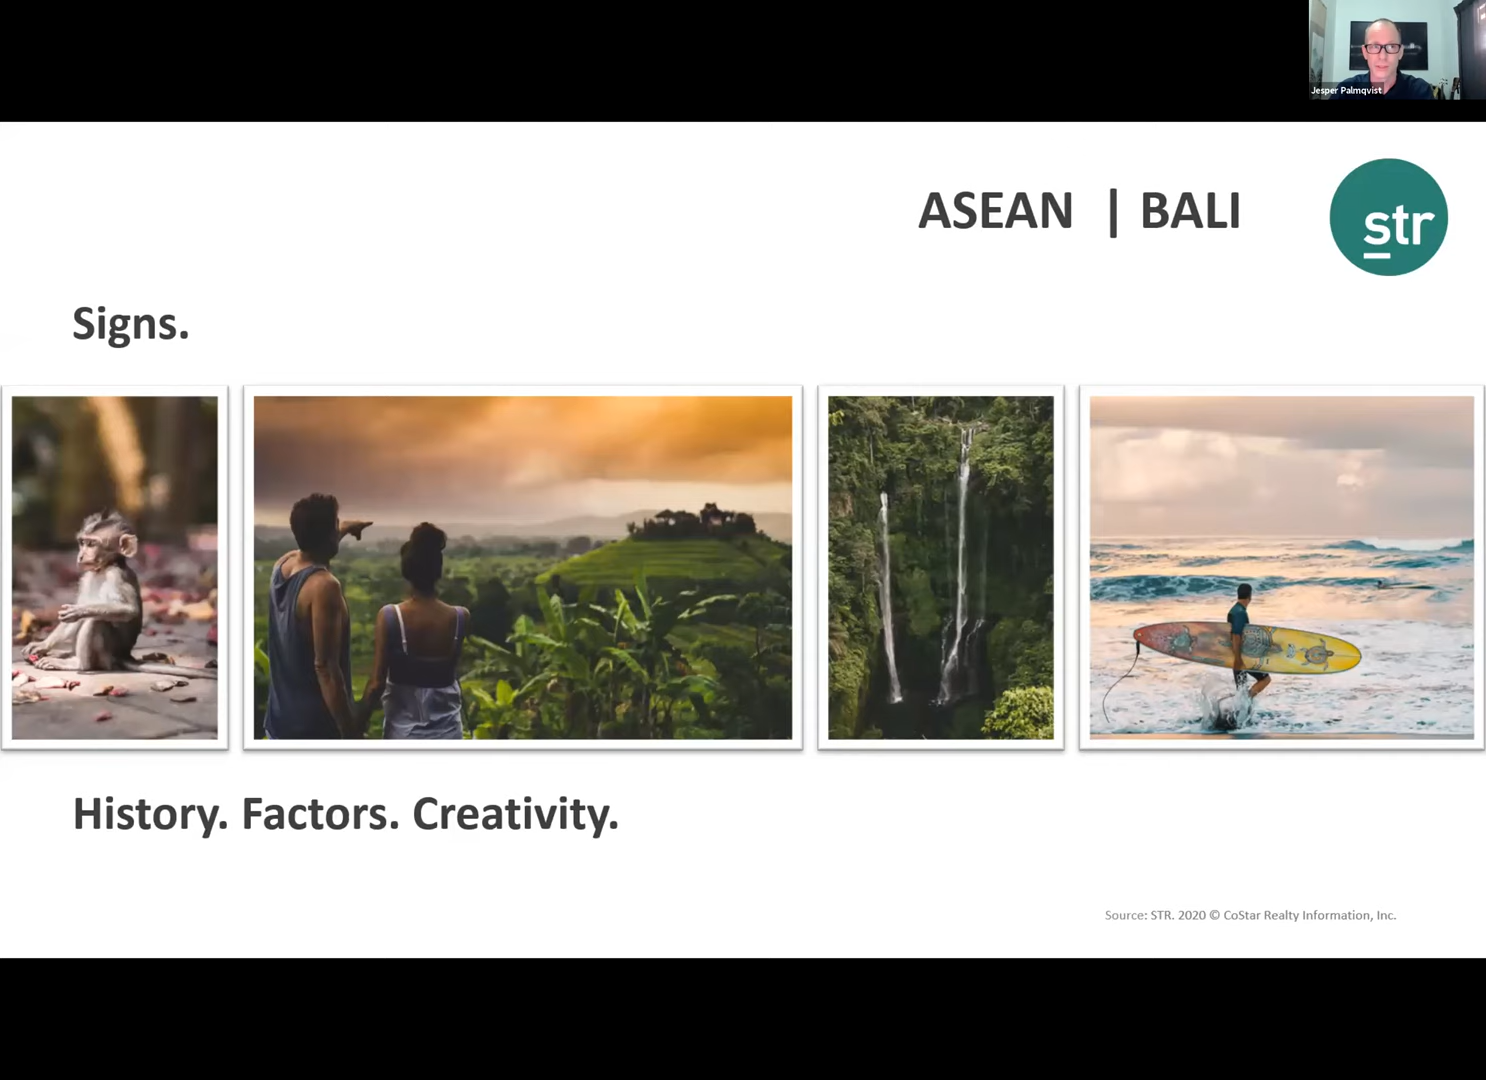 Jesper Palmqvist
ASEAN | BALI
str
Signs.
History. Factors. Creativity.
Source: STR. 2020 © CoStar Realty Information, Inc.